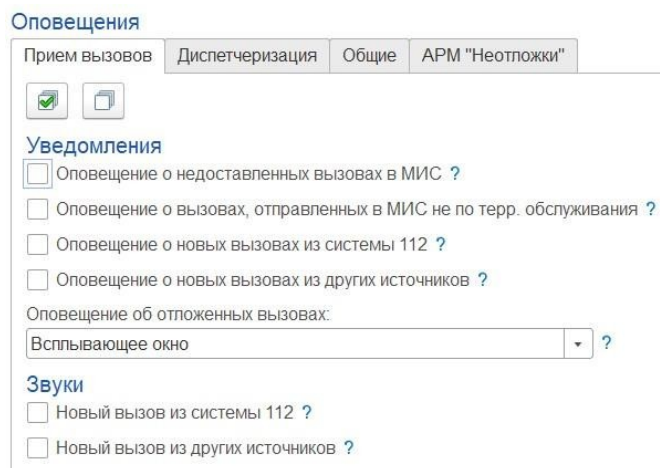 Оповещения
Прием вызовов Диспетчеризация Общие АРМ "Неотложки"
Уведомления
Оповещение о недоставленных вызовах в МИС ?
Оповещение о вызовах, отправленных в МИС не по терр. обслуживания ?
Оповещение о новых вызовах из системы 112 ?
Оповещение о новых вызовах из других источников ?
Оповещение об отложенных вызовах:
Всплывающее окно ?
Звуки
Новый вызов из системы 112 ?
Новый вызов из других источников ?